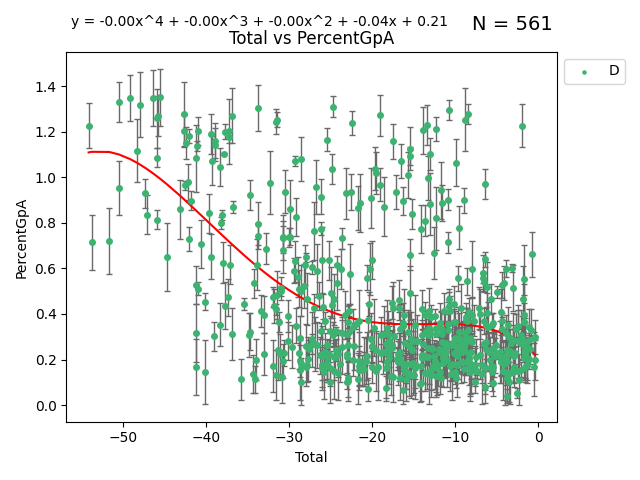 y = -0.00x^4 + -0.00x^3 + -0.00x^2 + -0.04x + 0.21
N = 561
Total vs PercentGpA
D
PercentGpA
1.4
1.2
1.0
0.8
0.6
0.4
0.2
0.0
−50 −40 −30 −20 −10 0
Total